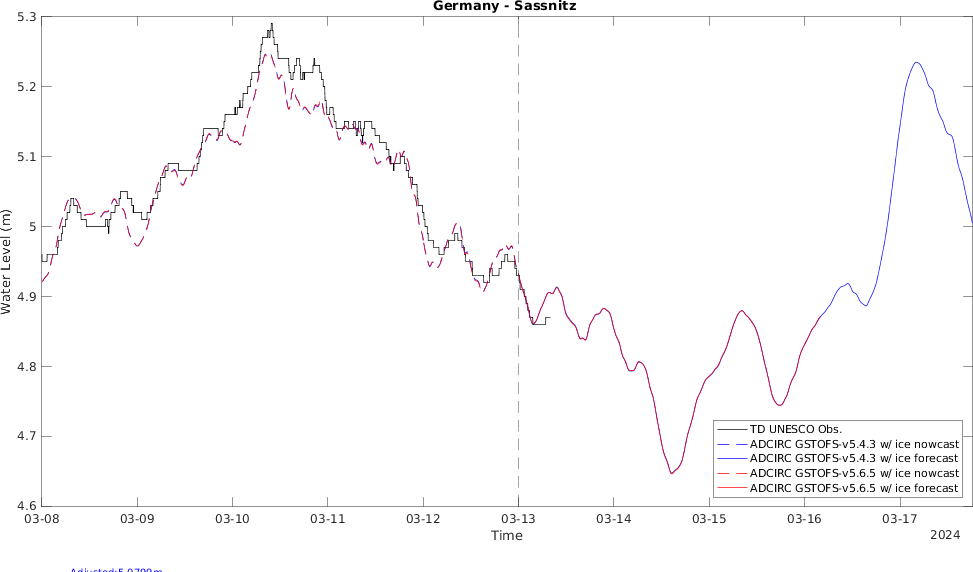 Germany - Sassnitz
5.3
5.2
5.1
5
4.9
4.8
4.7
4.6
Water Level (m)
TD UNESCO Obs.
ADCIRC GSTOFS-v5.4.3 w/ ice nowcast
ADCIRC GSTOFS-v5.4.3 w/ ice forecast
ADCIRC GSTOFS-v5.6.5 w/ ice nowcast
ADCIRC GSTOFS-v5.6.5 w/ ice forecast
03-08 03-09 03-10 03-11 03-12 03-13 03-14 03-15 03-16 03-17
Time
2024
Adjusted:5.0799m